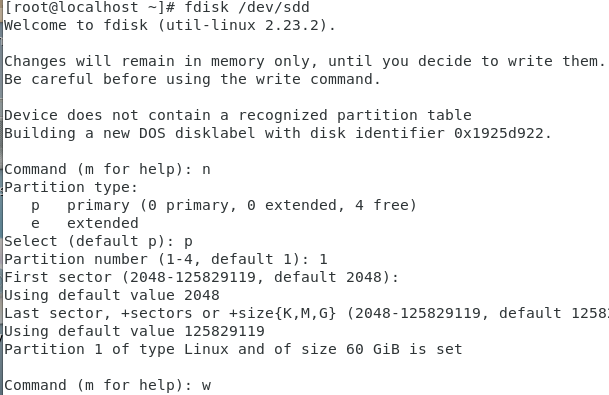 [root@localhost ~]# fdisk /dev/sdd
Welcome to fdisk (util-linux 2.23.2).
Changes will remain in memory only, until you decide to write them.
Be careful before using the write command.
Device does not contain a recognized partition table
Building a new DOS disklabel with disk identifier 0x1925d922.
Command (m for help): n
Partition type:
   p   primary (0 primary, 0 extended, 4 free)
   e   extended
Select (default p): p
Partition number (1-4, default 1): 1
First sector (2048-125829119, default 2048):
Using default value 2048
Last sector, +sectors or +size{K,M,G} (2048-125829119, default 1258
Using default value 125829119
Partition 1 of type Linux and of size 60 GiB is set
Command (m for help): w